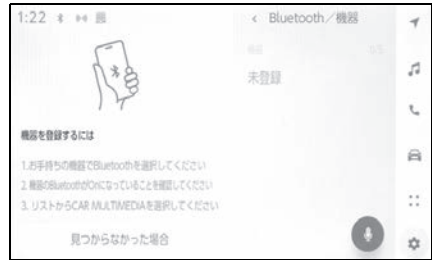 1:22
< Bluetooth／機器
未登録
機器を登録するには
1.お手持ちの機器でBluetoothを選択してください
2. 機器のBluetoothがOnになっていることを確認してください
3. リストからCAR MULTIMEDIAを選択してください
見つからなかった場合